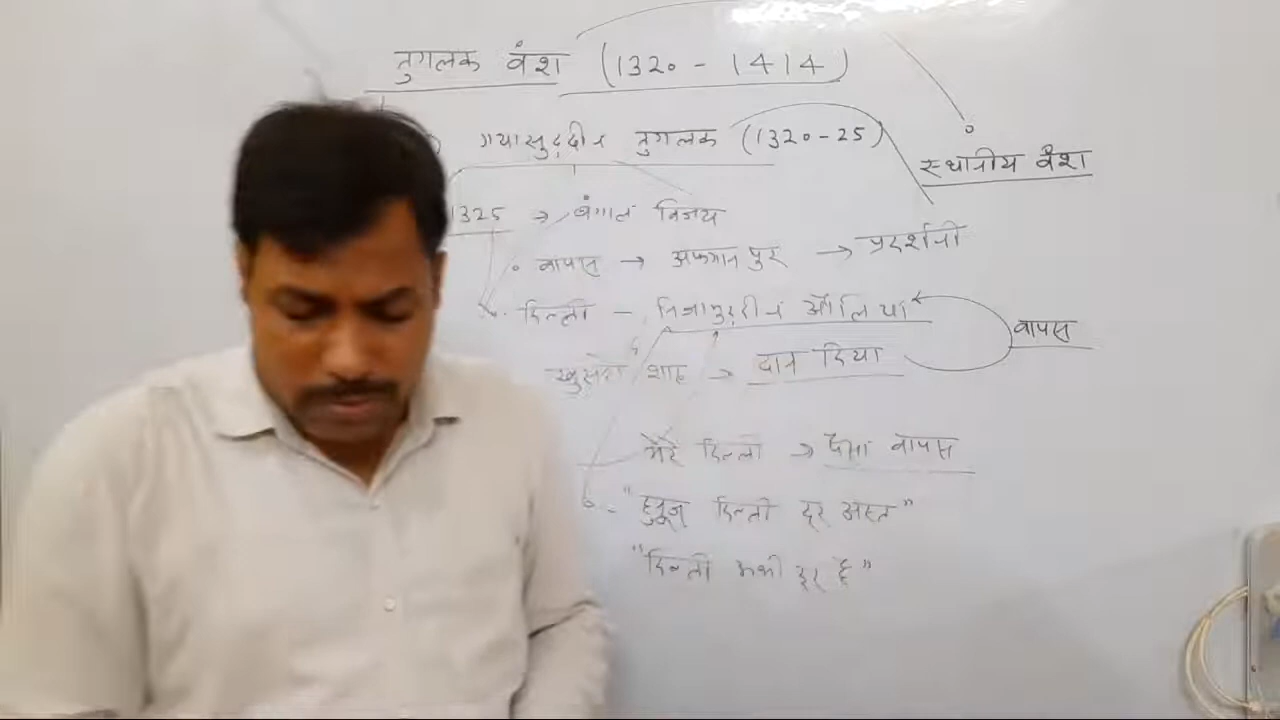 तुगलक वंश (1320 - 1414)
गयासुद्दीन तुगलक (1320-25)
स्थानीय वंश
1325 → बंगाल विजय
वापस → अफगानपुर → प्रदर्शनी
दिल्ली - निजामुद्दीन औलिया
वापस
खुसरो शाह → दान दिया
मेरे दिल्ली → पैसा वापस
"हुनूज दिल्ली दूर अस्त"
"दिल्ली अभी दूर है"